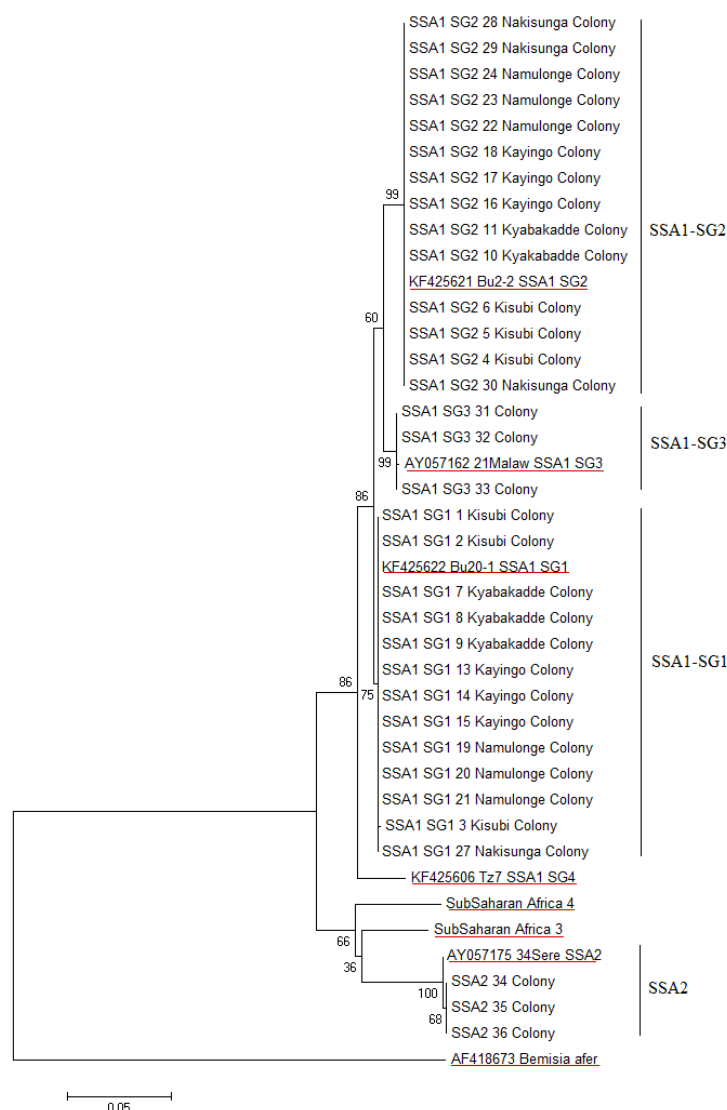 SSA1 SG2 28 Nakisunga Colony
SSA1 SG2 29 Nakisunga Colony
SSA1 SG2 24 Namulonge Colony
SSA1 SG2 23 Namulonge Colony
SSA1 SG2 22 Namulonge Colony
SSA1 SG2 18 Kayingo Colony
SSA1 SG2 17 Kayingo Colony
99
SSA1 SG2 16 Kayingo Colony
SSA1 SG2 11 Kyabakadde Colony
SSA1-SG2
SSA1 SG2 10 Kyakabadde Colony
KF425621 Bu2-2 SSA1 SG2
SSA1 SG2 6 Kisubi Colony
60
SSA1 SG2 5 Kisubi Colony
SSA1 SG2 4 Kisubi Colony
SSA1 SG2 30 Nakisunga Colony
SSA1 SG3 31 Colony
SSA1 SG3 32 Colony
SSA1-SG3
99
AY057162 21Malaw SSA1 SG3
SSA1 SG3 33 Colony
86
SSA1 SG1 1 Kisubi Colony
SSA1 SG1 2 Kisubi Colony
KF425622 Bu20-1 SSA1 SG1
SSA1 SG1 7 Kyabakadde Colony
SSA1 SG1 8 Kyabakadde Colony
SSA1 SG1 9 Kyabakadde Colony
SSA1-SG1
SSA1 SG1 13 Kayingo Colony
86
75
SSA1 SG1 14 Kayingo Colony
SSA1 SG1 15 Kayingo Colony
SSA1 SG1 19 Namulonge Colony
SSA1 SG1 20 Namulonge Colony
SSA1 SG1 21 Namulonge Colony
SSA1 SG1 3 Kisubi Colony
SSA1 SG1 27 Nakisunga Colony
KF425606 Tz7 SSA1 SG4
SubSaharan Africa 4
SubSaharan Africa 3
66
36
AY057175 34Sere SSA2
SSA2 34 Colony
SSA2
100
SSA2 35 Colony
68
SSA2 36 Colony
AF418673 Bemisia afer
0.05